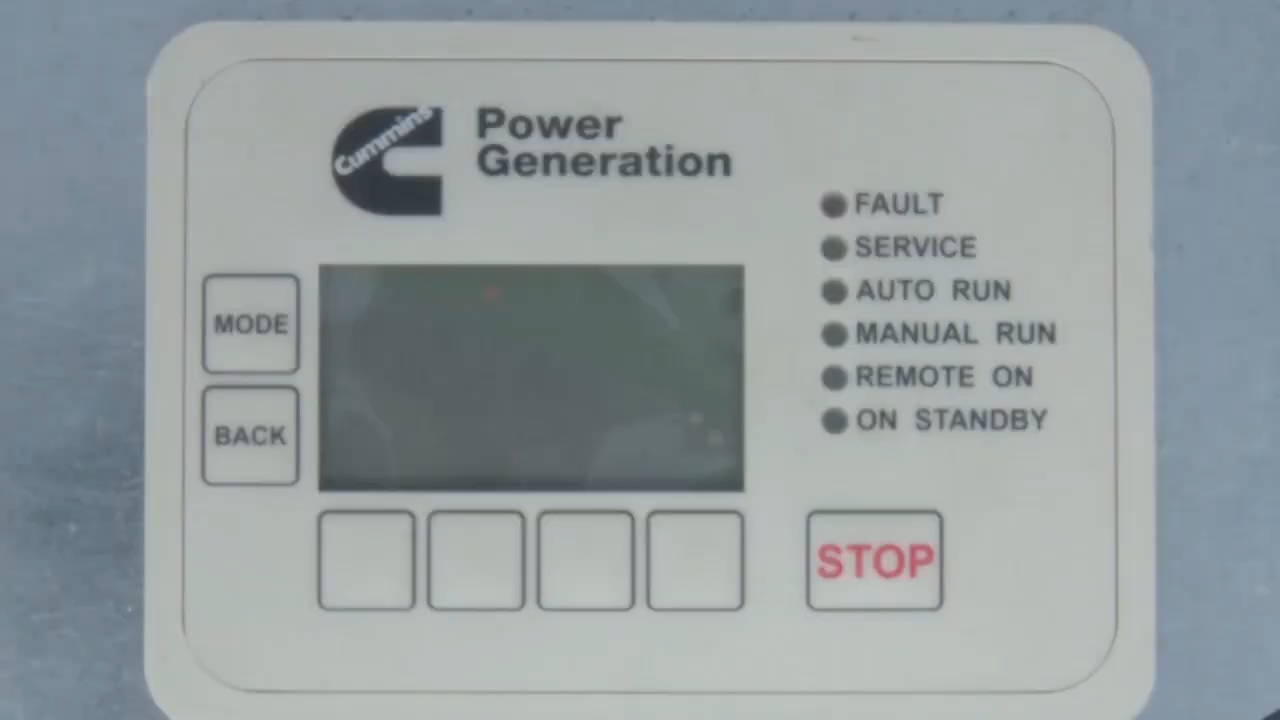 Cummins
Power
Generation
FAULT
SERVICE
AUTO RUN
MANUAL RUN
REMOTE ON
ON STANDBY
MODE
BACK
STOP